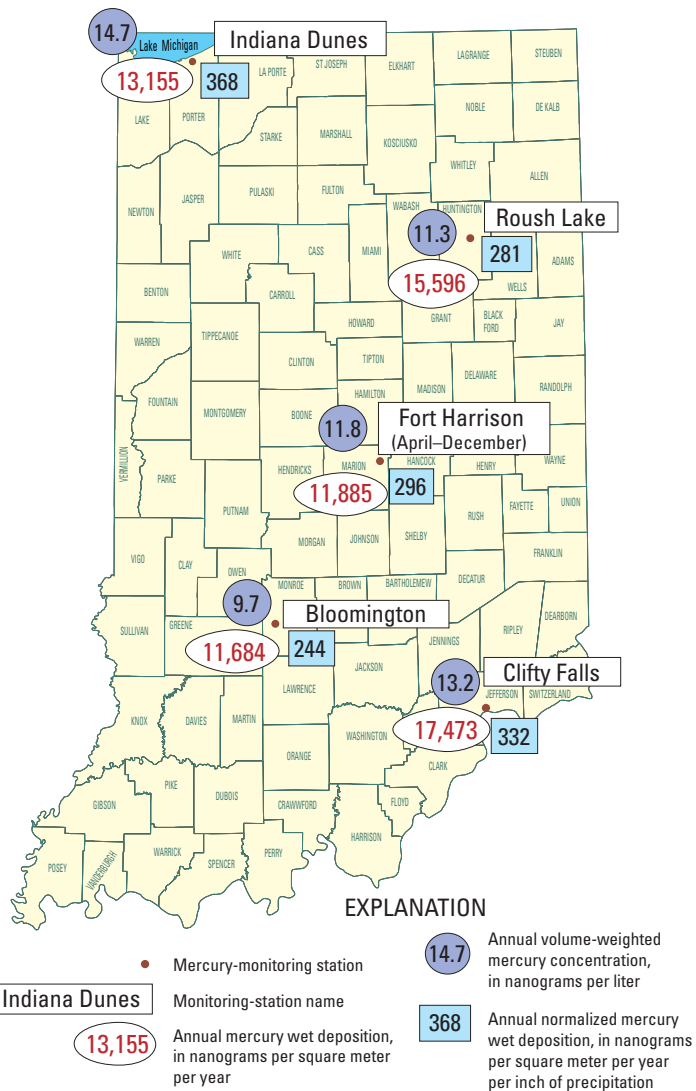 14.7
Lake Michigan
Indiana Dunes
13,155
368
LA PORTE
ST JOSEPH
ELKHART
LAGRANGE
STEUBEN
LAKE
PORTER
NOBLE
DE KALB
STARKE
MARSHALL
KOSCIUSKO
WHITLEY
ALLEN
NEWTON
JASPER
PULASKI
FULTON
WABASH
HUNTINGTON
Roush Lake
11.3
281
15,596
WHITE
CASS
MIAMI
WELLS
ADAMS
BENTON
CARROLL
GRANT
BLACK
FORD
JAY
HOWARD
WARREN
TIPPECANOE
CLINTON
TIPTON
DELAWARE
MADISON
RANDOLPH
HAMILTON
FOUNTAIN
MONTGOMERY
BOONE
11.8
Fort Harrison
(April–December)
VERMILLION
PARKE
HENDRICKS
MARION
HANCOCK
HENRY
WAYNE
11,885
296
PUTNAM
RUSH
FAYETTE
UNION
MORGAN
JOHNSON
SHELBY
FRANKLIN
VIGO
CLAY
OWEN
MONROE
BROWN
BARTHOLOMEW
DECATUR
9.7
Bloomington
SULLIVAN
GREENE
11,684
244
JENNINGS
RIPLEY
DEARBORN
JACKSON
Clifty Falls
13.2
JEFFERSON
SWITZERLAND
17,473
332
LAWRENCE
KNOX
DAVIES
MARTIN
WASHINGTON
ORANGE
CLARK
PIKE
DUBOIS
GIBSON
CRAWWFORD
FLOYD
HARRISON
POSEY
VANDERBURGH
WARRICK
SPENCER
PERRY
EXPLANATION
Mercury-monitoring station
Indiana Dunes
Monitoring-station name
13,155
Annual mercury wet deposition,
in nanograms per square meter
per year
14.7
Annual volume-weighted
mercury concentration,
in nanograms per liter
368
Annual normalized mercury
wet deposition, in nanograms
per square meter per year
per inch of precipitation